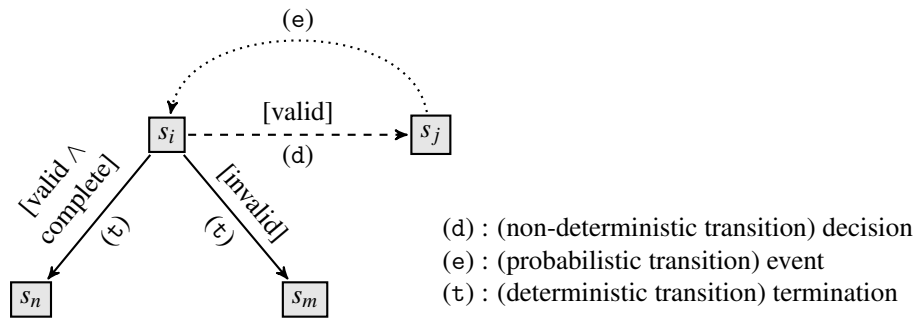 (e)
[valid]
s_i
s_j
(d)
[valid ∧
complete]
(t)
[invalid]
(t)
(d) : (non-deterministic transition) decision
(e) : (probabilistic transition) event
(t) : (deterministic transition) termination
s_n
s_m